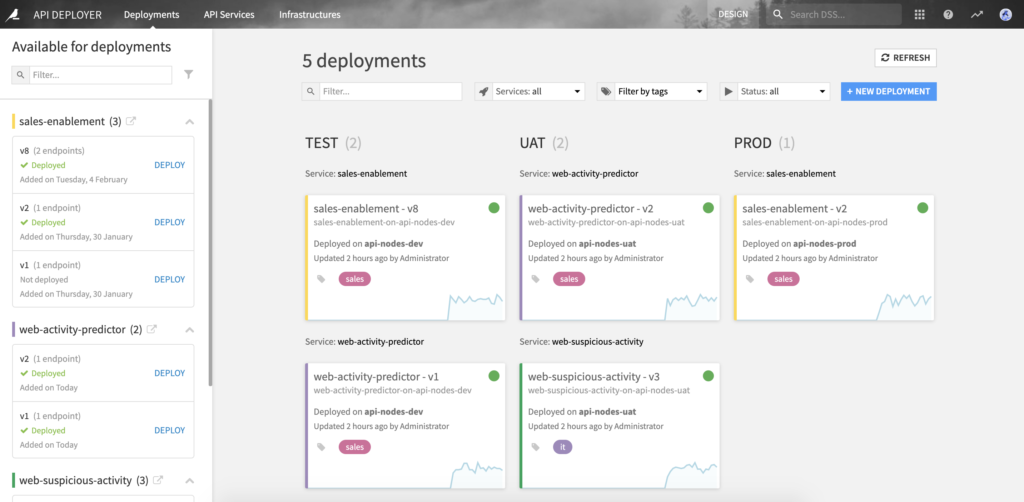 API DEPLOYER Deployments API Services Infrastructures DESIGN Search DSS...
Available for deployments
Filter...
sales-enablement (3)
v8 (2 endpoints)
Deployed DEPLOY
Added on Tuesday, 4 February
v2 (1 endpoint)
Deployed DEPLOY
Added on Thursday, 30 January
v1 (1 endpoint)
Not deployed DEPLOY
Added on Thursday, 30 January
web-activity-predictor (2)
v2 (1 endpoint)
Deployed DEPLOY
Added on Today
v1 (1 endpoint)
Deployed DEPLOY
Added on Today
web-suspicious-activity (3)
5 deployments
REFRESH
Filter... Services: all Filter by tags Status: all + NEW DEPLOYMENT
TEST (2)
Service: sales-enablement
sales-enablement - v8
sales-enablement-on-api-nodes-dev
Deployed on api-nodes-dev
Updated 2 hours ago by Administrator
sales
Service: web-activity-predictor
web-activity-predictor - v1
web-activity-predictor-on-api-nodes-dev
Deployed on api-nodes-dev
Updated 2 hours ago by Administrator
sales
UAT (2)
Service: web-activity-predictor
web-activity-predictor - v2
web-activity-predictor-on-api-nodes-uat
Deployed on api-nodes-uat
Updated 2 hours ago by Administrator
sales
Service: web-suspicious-activity
web-suspicious-activity - v3
web-suspicious-activity-on-api-nodes-uat
Deployed on api-nodes-uat
Updated 2 hours ago by Administrator
it
PROD (1)
Service: sales-enablement
sales-enablement - v2
sales-enablement-on-api-nodes-prod
Deployed on api-nodes-prod
Updated 2 hours ago by Administrator
sales